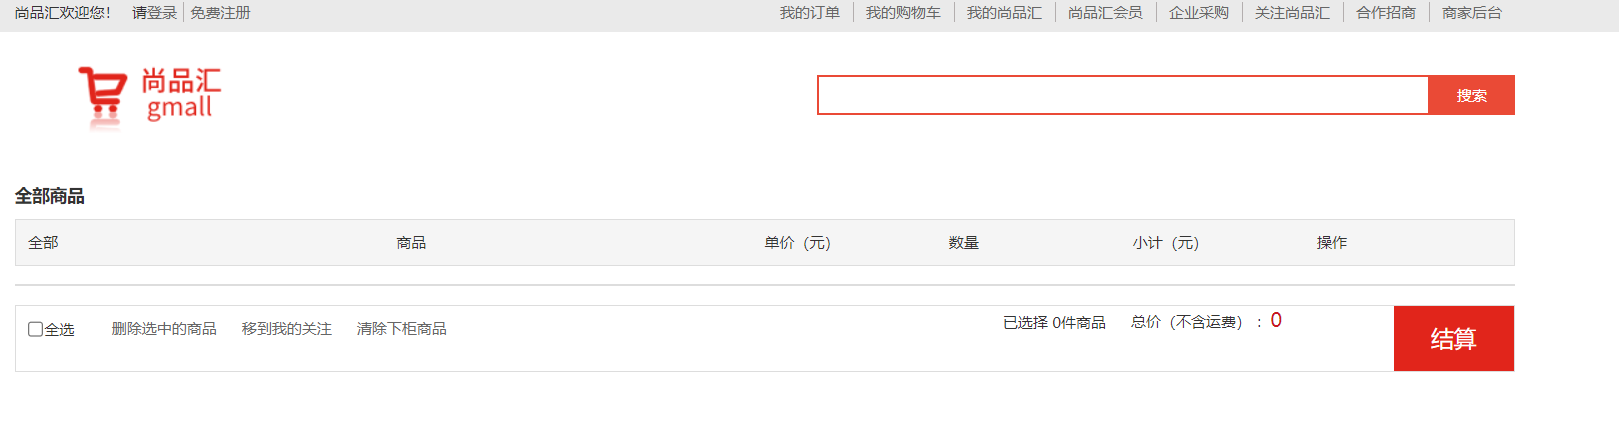 尚品汇欢迎您！ 请登录 免费注册 我的订单 我的购物车 我的尚品汇 尚品汇会员 企业采购 关注尚品汇 合作招商 商家后台
尚品汇
gmall
搜索
全部商品
全部 商品 单价（元） 数量 小计（元） 操作
全选 删除选中的商品 移到我的关注 清除下柜商品 已选择 0件商品 总价（不含运费） ：0 结算